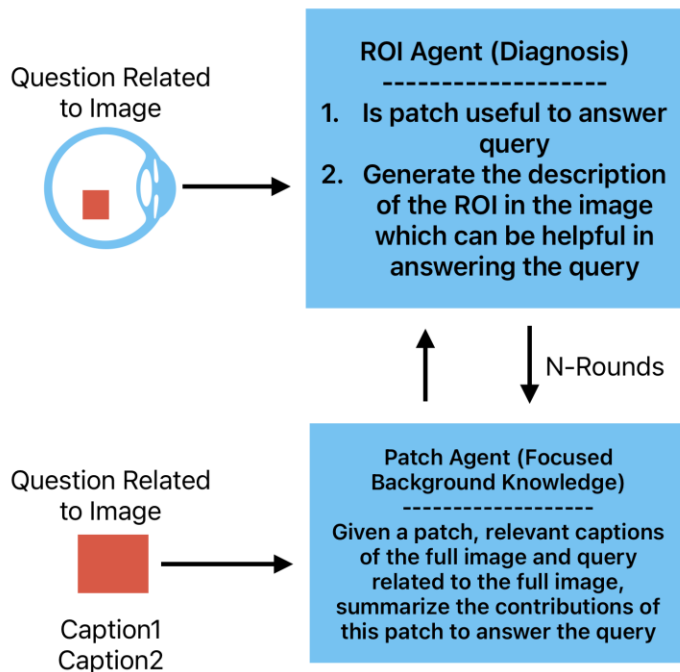 Question Related
to Image
ROI Agent (Diagnosis)
--------------------
1. Is patch useful to answer
query
2. Generate the description
of the ROI in the image
which can be helpful in
answering the query
N-Rounds
Question Related
to Image
Caption1
Caption2
Patch Agent (Focused
Background Knowledge)
-------------------
Given a patch, relevant captions
of the full image and query
related to the full image,
summarize the contributions of
this patch to answer the query